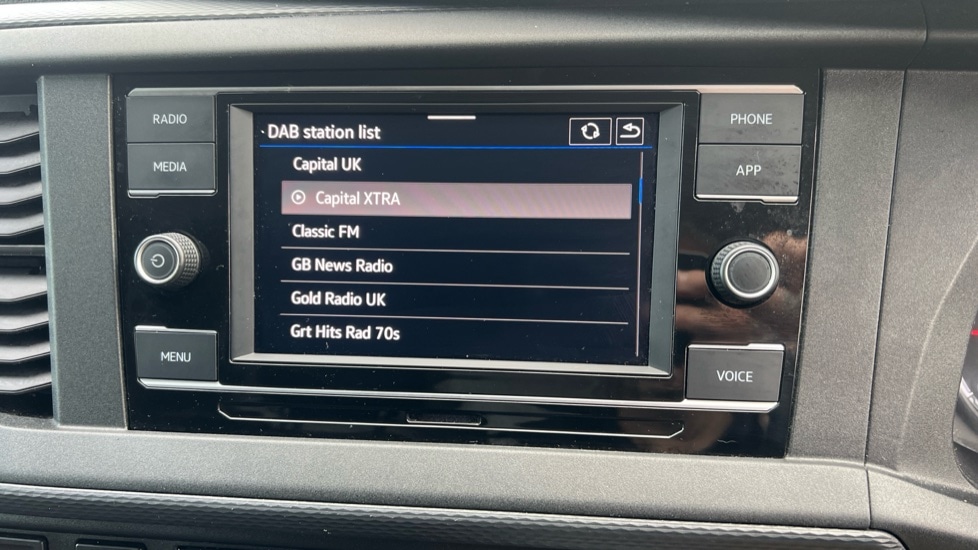 RADIO
MEDIA
MENU
DAB station list
Capital UK
Capital XTRA
Classic FM
GB News Radio
Gold Radio UK
Grt Hits Rad 70s
PHONE
APP
VOICE